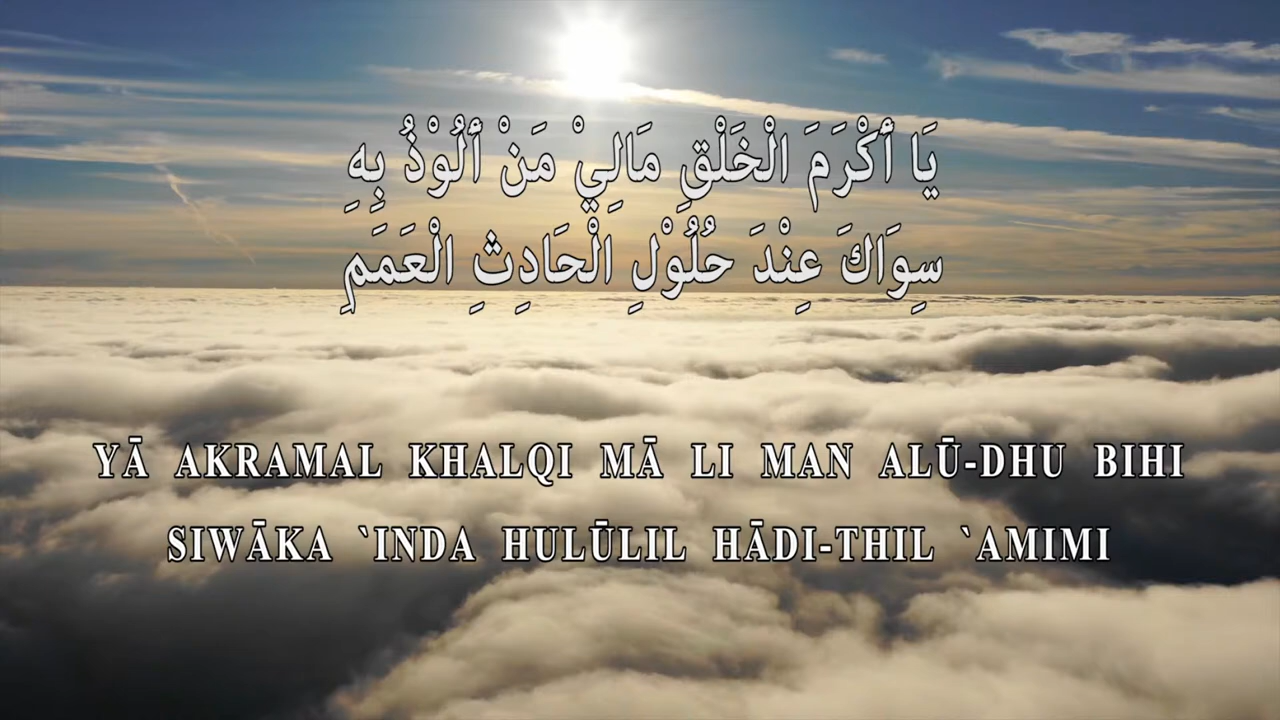 يَا أَكْرَمَ الْخَلْقِ مَالِيْ مَنْ أَلُوْذُ بِهِ
سِوَاكَ عِنْدَ حُلُوْلِ الْحَادِثِ الْعَمَمِ
YĀ AKRAMAL KHALQI MĀ LI MAN ALŪ-DHU BIHI
SIWĀKA `INDA HULŪLIL HĀDI-THIL `AMIMI